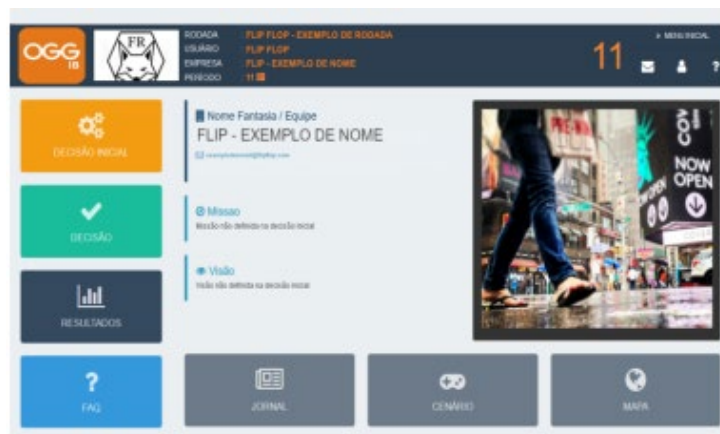 OGG
IB
FR
RODADA FLIP FLOP - EXEMPLO DE RODADA
USUÁRIO FLIP FLOP
EMPRESA FLIP - EXEMPLO DE NOME
PERÍODO 11
11
MENU INICIAL
?
DECISÃO INICIAL
DECISÃO
RESULTADOS
?
FAQ
Nome Fantasia / Equipe
FLIP - EXEMPLO DE NOME
Missao
Missão não definida na decisão inicial
Visão
Visão não definida na decisão inicial
NOW
OPEN
JORNAL
CENÁRIO
MAPA